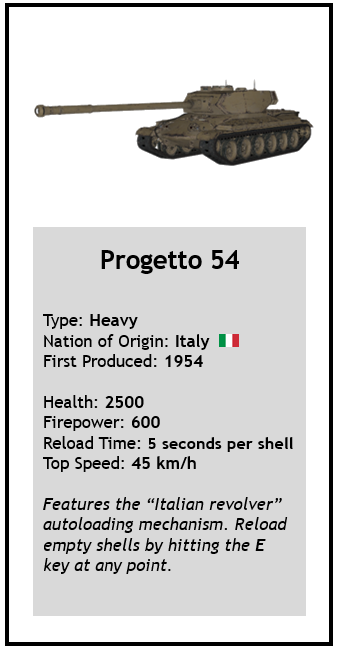 Progetto 54
Type: Heavy
Nation of Origin: Italy
First Produced: 1954
Health: 2500
Firepower: 600
Reload Time: 5 seconds per shell
Top Speed: 45 km/h
Features the “Italian revolver”
autoloading mechanism. Reload
empty shells by hitting the E
key at any point.